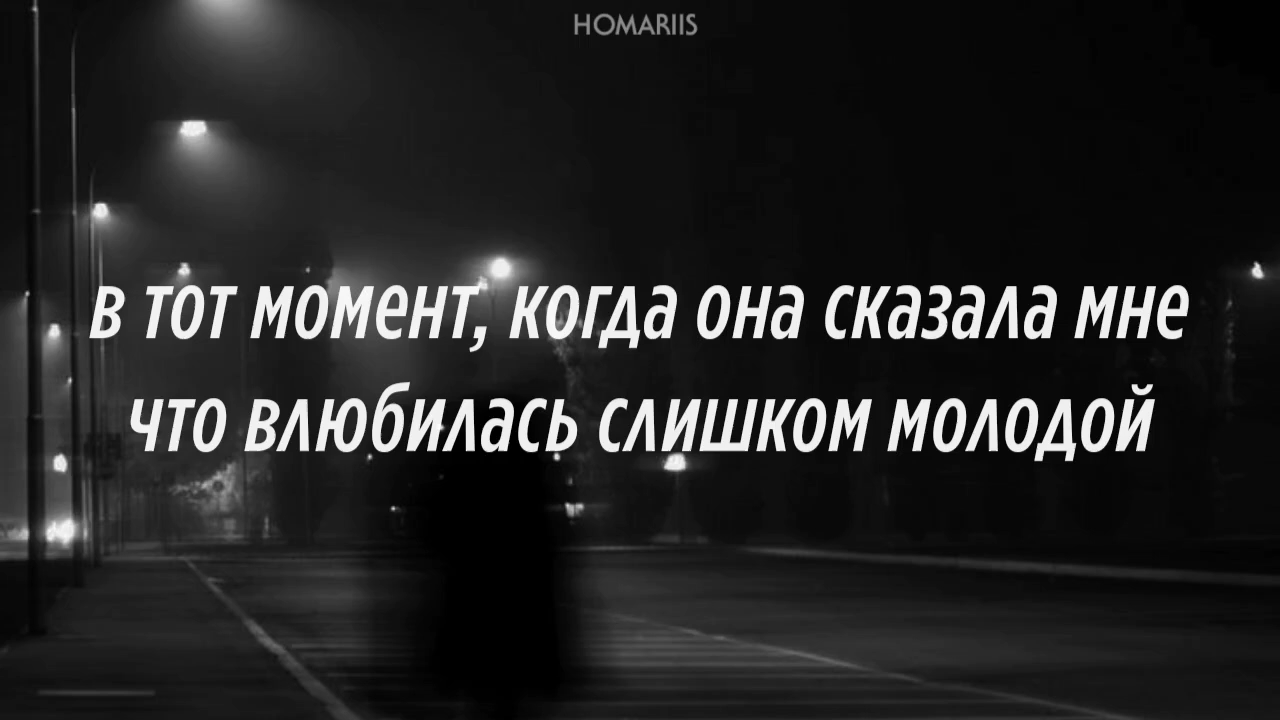 HOMARIIS
в тот момент, когда она сказала мне
что влюбилась слишком молодой